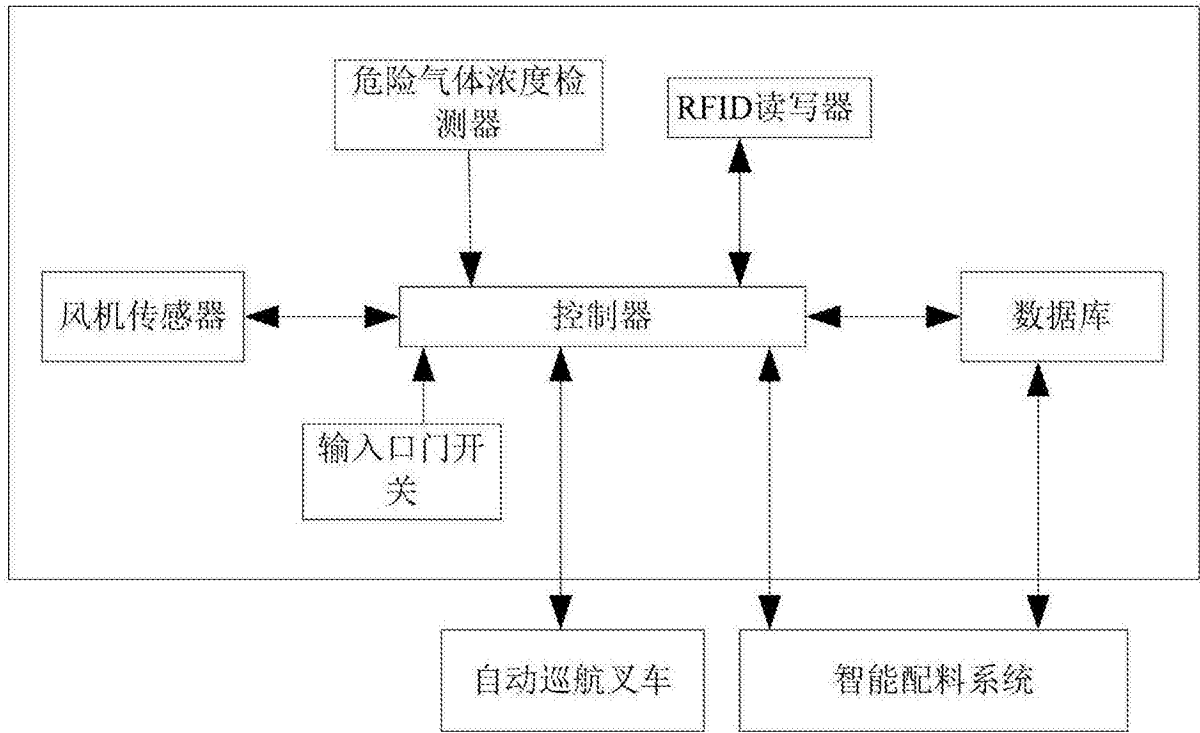 危险气体浓度检
测器
RFID读写器
风机传感器
控制器
数据库
输入口门开
关
自动巡航叉车
智能配料系统